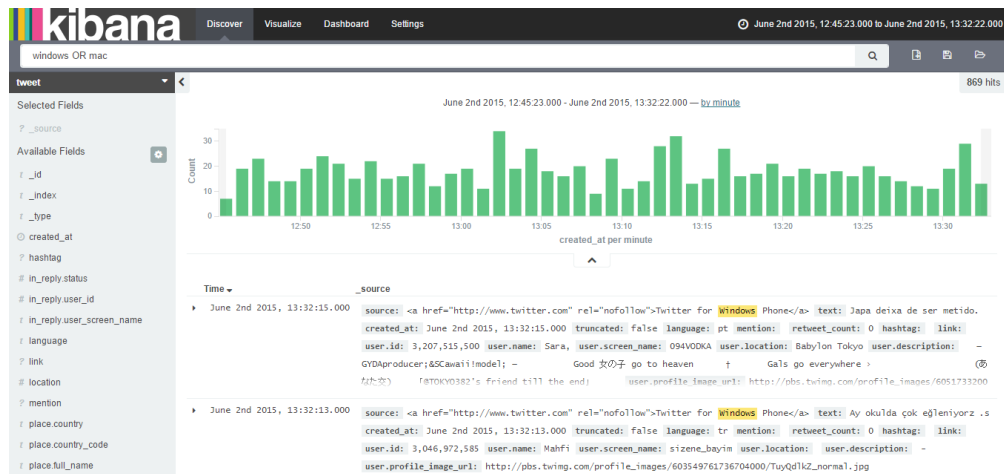 kibana
Discover Visualize Dashboard Settings June 2nd 2015, 12:45:23.000 to June 2nd 2015, 13:32:22.000
windows OR mac
tweet 869 hits
Selected Fields
? _source
Available Fields
t _id
t _index
t _type
created_at
? hashtag
# in_reply.status
# in_reply.user_id
t in_reply.user_screen_name
t language
? link
# location
? mention
t place.country
t place.country_code
t place.full_name
June 2nd 2015, 12:45:23.000 - June 2nd 2015, 13:32:22.000 — by minute
Count
30
20
10
0
12:50 12:55 13:00 13:05 13:10 13:15 13:20 13:25 13:30
created_at per minute
Time _source
June 2nd 2015, 13:32:15.000 source: <a href="http://www.twitter.com" rel="nofollow">Twitter for Windows Phone</a> text: Japa deixa de ser metido.
created_at: June 2nd 2015, 13:32:15.000 truncated: false language: pt mention: retweet_count: 0 hashtag: link:
user.id: 3,207,515,500 user.name: Sara, user.screen_name: 094VODKA user.location: Babylon Tokyo user.description: –
GYDAproducer;&SCawaii!model; – Good 女の子 go to heaven † Gals go everywhere › (あ
なた文) 「@TOKYO382's friend till the end」 user.profile_image_url: http://pbs.twimg.com/profile_images/6051733200
June 2nd 2015, 13:32:13.000 source: <a href="http://www.twitter.com" rel="nofollow">Twitter for Windows Phone</a> text: Ay okulda çok eğleniyorz .s
created_at: June 2nd 2015, 13:32:13.000 truncated: false language: tr mention: retweet_count: 0 hashtag: link:
user.id: 3,046,972,585 user.name: Mahfi user.screen_name: sizene_bayim user.location: user.description: -
user.profile_image_url: http://pbs.twimg.com/profile_images/603549761736704000/TuyQdlkZ_normal.jpg